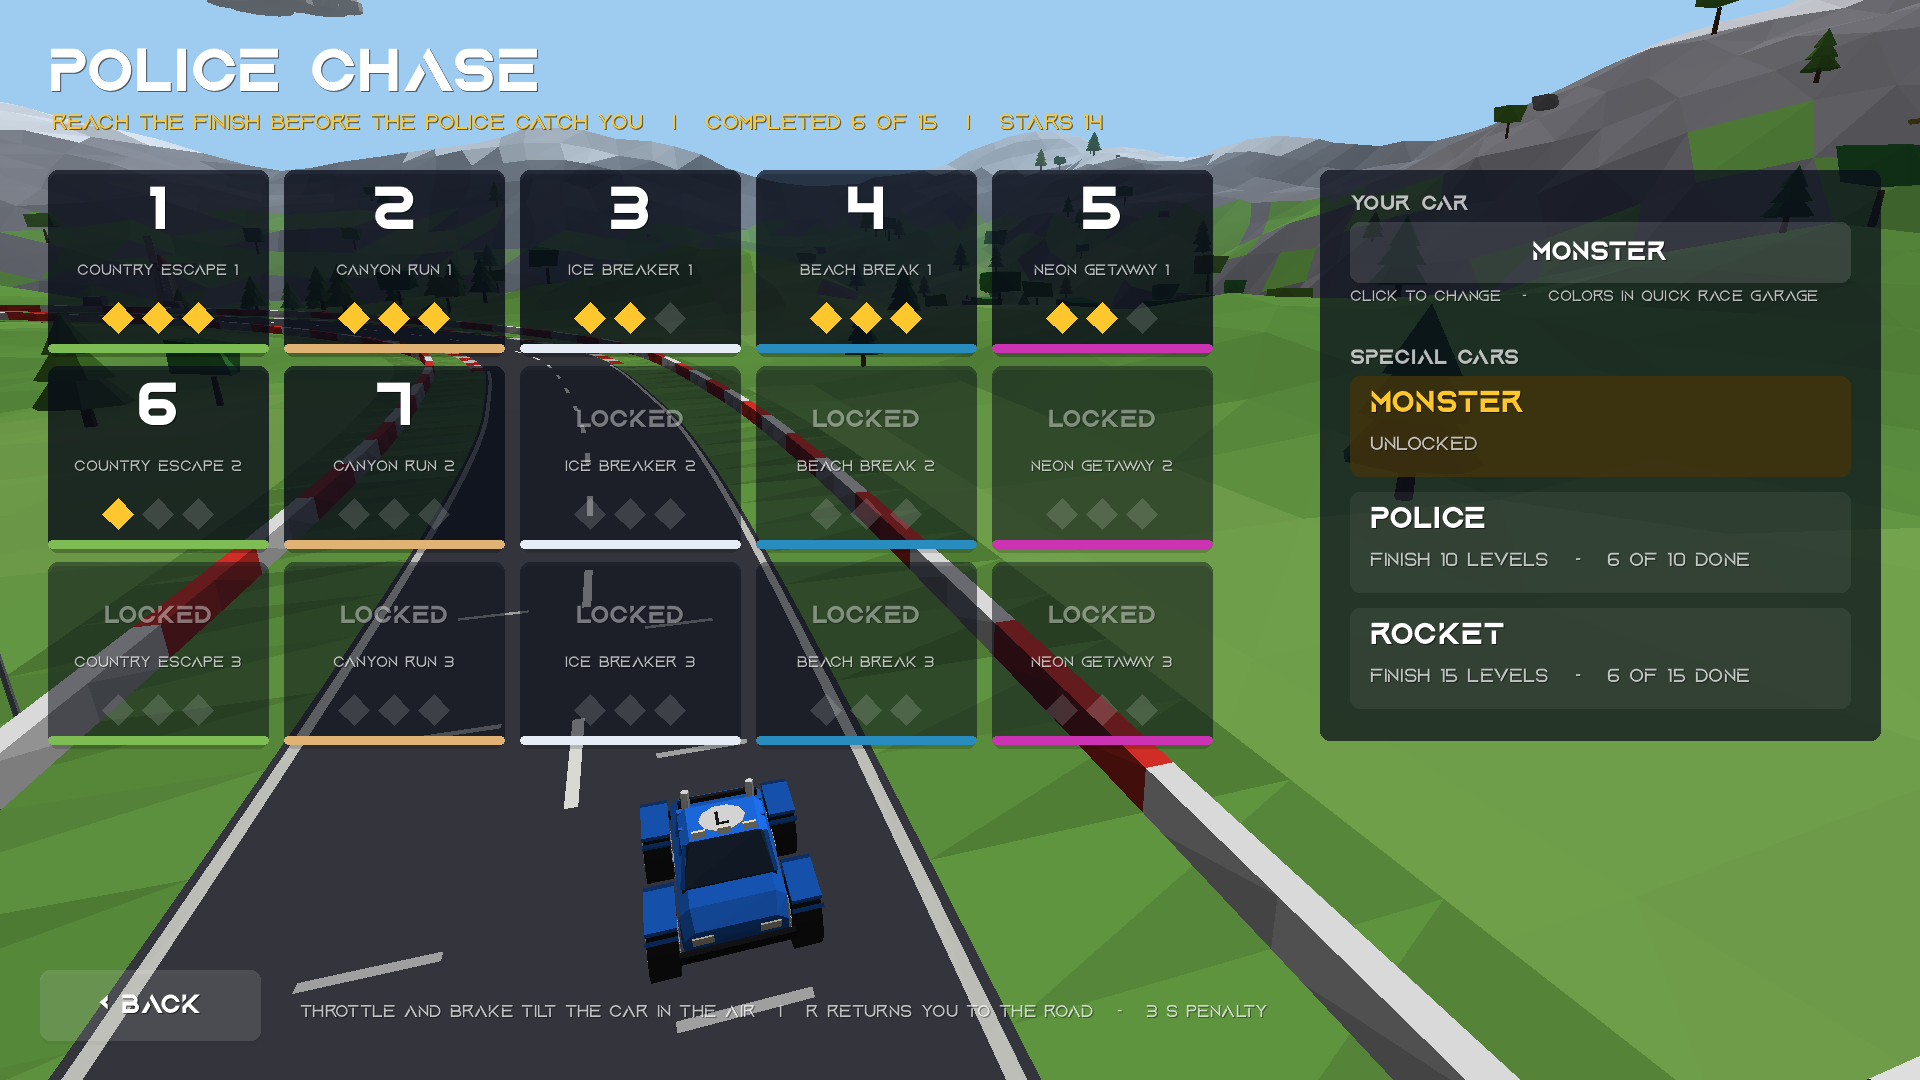 POLICE CHASE
REACH THE FINISH BEFORE THE POLICE CATCH YOU | COMPLETED 6 OF 15 | STARS 14
1
COUNTRY ESCAPE 1
2
CANYON RUN 1
3
ICE BREAKER 1
4
BEACH BREAK 1
5
NEON GETAWAY 1
6
COUNTRY ESCAPE 2
7
CANYON RUN 2
LOCKED
ICE BREAKER 2
LOCKED
BEACH BREAK 2
LOCKED
NEON GETAWAY 2
LOCKED
COUNTRY ESCAPE 3
LOCKED
CANYON RUN 3
LOCKED
ICE BREAKER 3
LOCKED
BEACH BREAK 3
LOCKED
NEON GETAWAY 3
YOUR CAR
MONSTER
CLICK TO CHANGE - COLORS IN QUICK RACE GARAGE
SPECIAL CARS
MONSTER
UNLOCKED
POLICE
FINISH 10 LEVELS - 6 OF 10 DONE
ROCKET
FINISH 15 LEVELS - 6 OF 15 DONE
L
BACK
THROTTLE AND BRAKE TILT THE CAR IN THE AIR | R RETURNS YOU TO THE ROAD - 3 S PENALTY